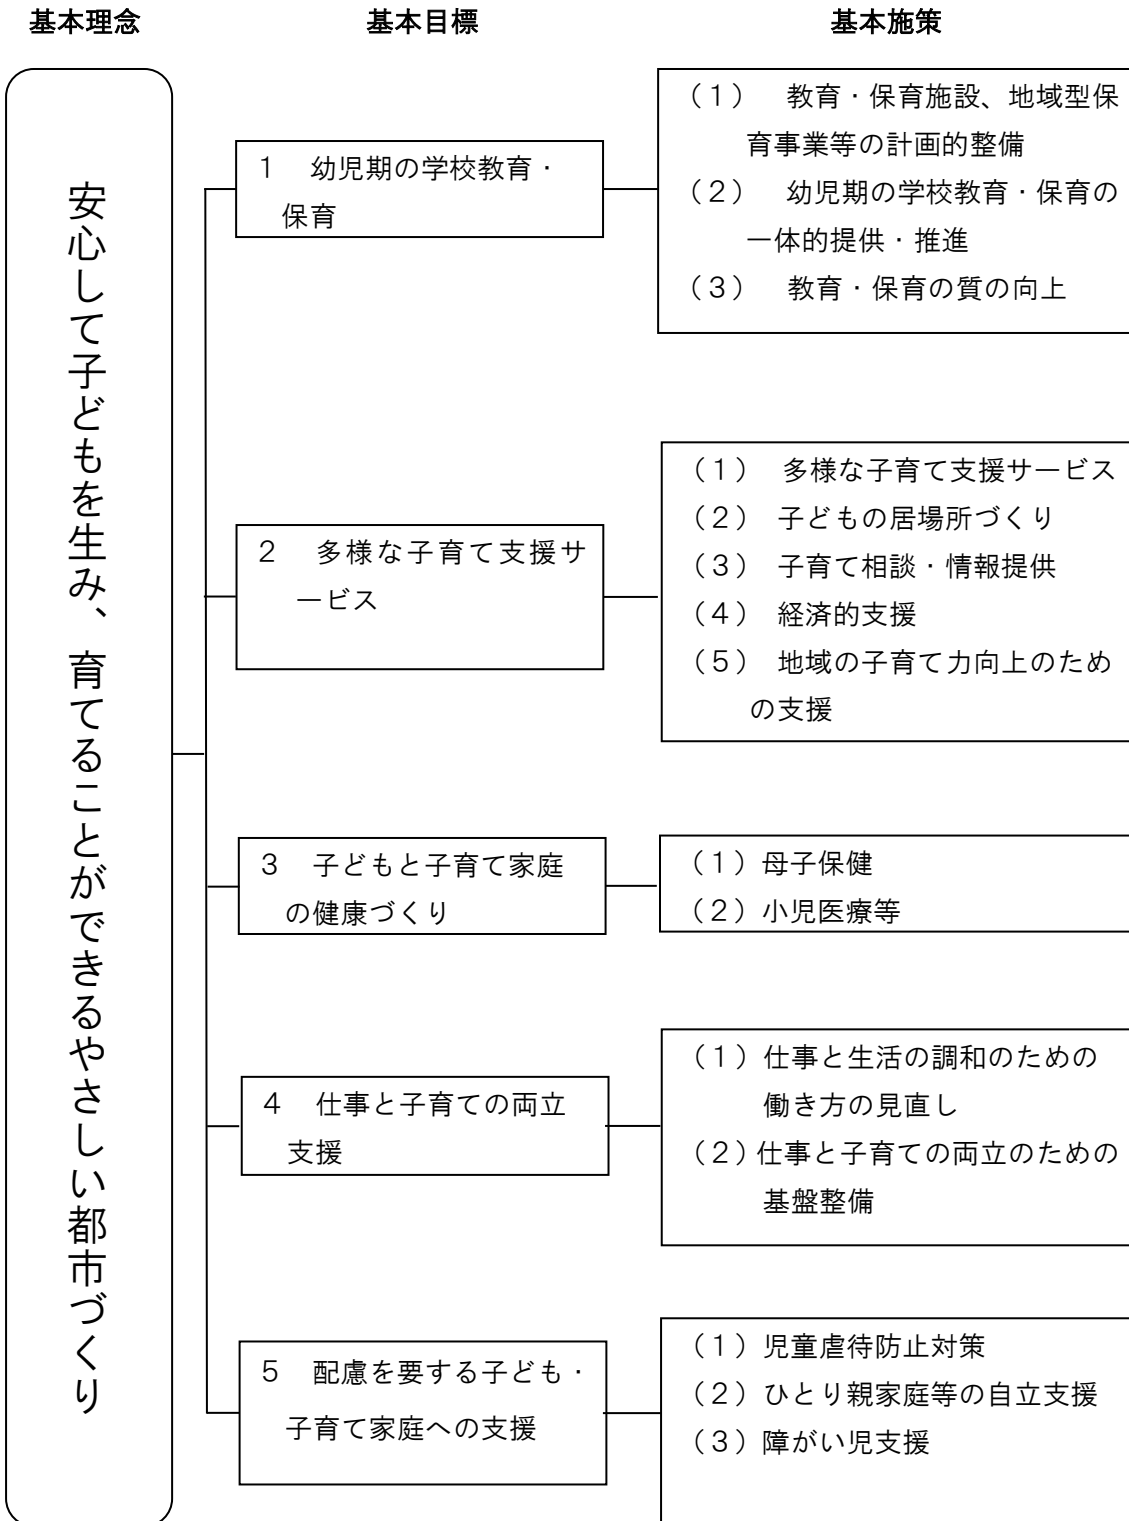 基本理念
基本目標
基本施策
安心して子どもを生み、育てることができるやさしい都市づくり
1　幼児期の学校教育・
保育
（1）　教育・保育施設、地域型保
育事業等の計画的整備
（2）　幼児期の学校教育・保育の
一体的提供・推進
（3）　教育・保育の質の向上
2　多様な子育て支援サ
ービス
（1）　多様な子育て支援サービス
（2）　子どもの居場所づくり
（3）　子育て相談・情報提供
（4）　経済的支援
（5）　地域の子育て力向上のため
の支援
3　子どもと子育て家庭
の健康づくり
（1）母子保健
（2）小児医療等
4　仕事と子育ての両立
支援
（1）仕事と生活の調和のための
働き方の見直し
（2）仕事と子育ての両立のための
基盤整備
5　配慮を要する子ども・
子育て家庭への支援
（1）児童虐待防止対策
（2）ひとり親家庭等の自立支援
（3）障がい児支援